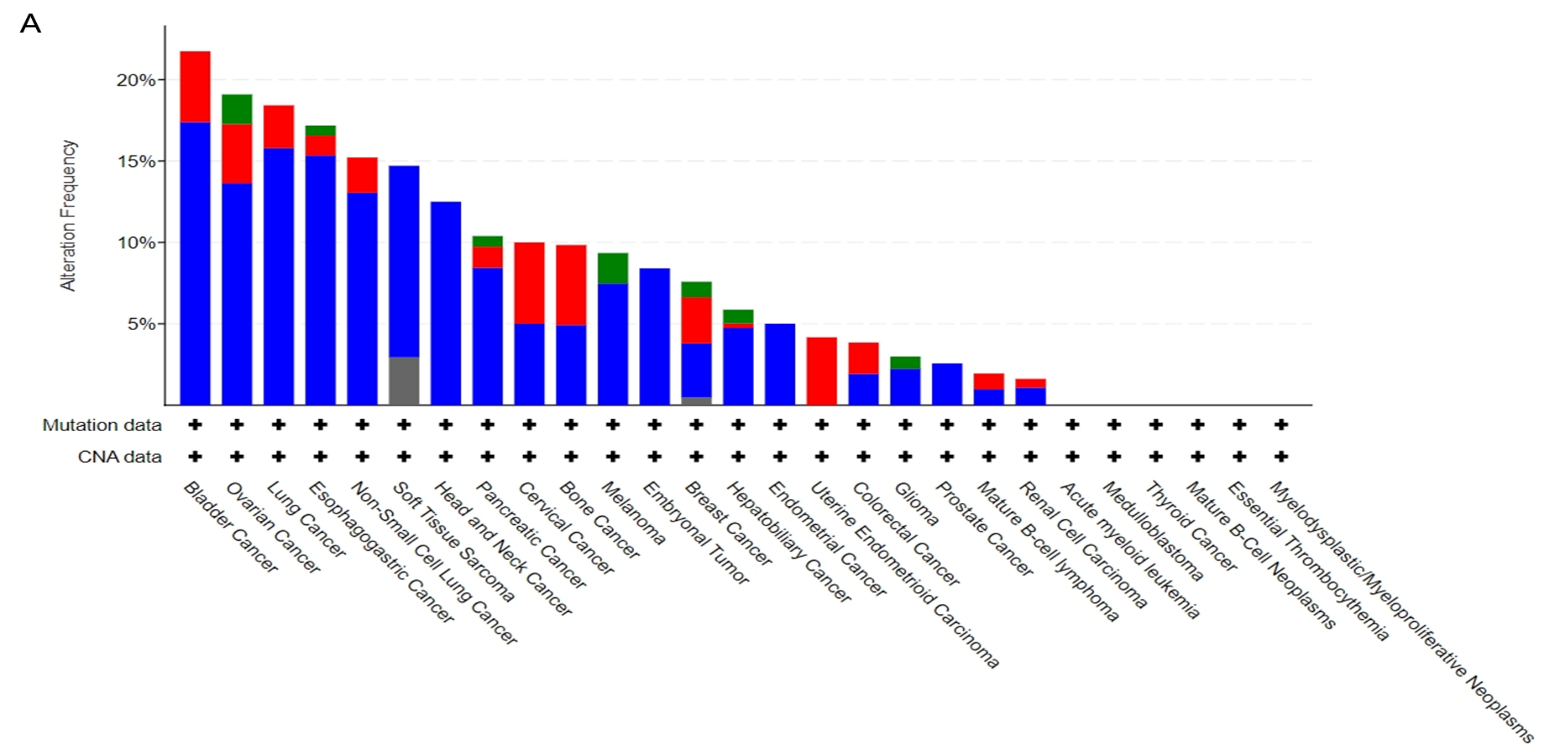 A
20%
15%
10%
5%
Alteration Frequency
Mutation data
CNA data
Bladder Cancer
Ovarian Cancer
Lung Cancer
Esophagogastric Cancer
Non-Small Cell Lung Cancer
Soft Tissue Sarcoma
Head and Neck Cancer
Pancreatic Cancer
Cervical Cancer
Bone Cancer
Melanoma
Embryonal Tumor
Breast Cancer
Hepatobiliary Cancer
Endometrial Cancer
Uterine Endometrioid Carcinoma
Colorectal Cancer
Glioma
Prostate Cancer
Mature B-cell lymphoma
Renal Cell Carcinoma
Acute myeloid leukemia
Medulloblastoma
Thyroid Cancer
Mature B-Cell Neoplasms
Essential Thrombocythemia
Myelodysplastic/Myeloproliferative Neoplasms